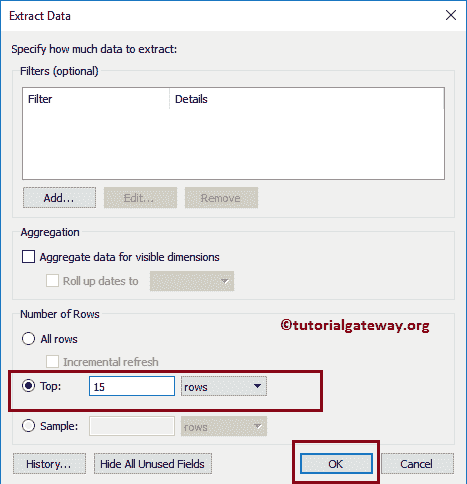 Extract Data
Specify how much data to extract:
Filters (optional)
Filter Details
Add... Edit... Remove
Aggregation
Aggregate data for visible dimensions
Roll up dates to
Number of Rows
©tutorialgateway.org
All rows
Incremental refresh
Top: 15 rows
Sample: rows
History... Hide All Unused Fields OK Cancel